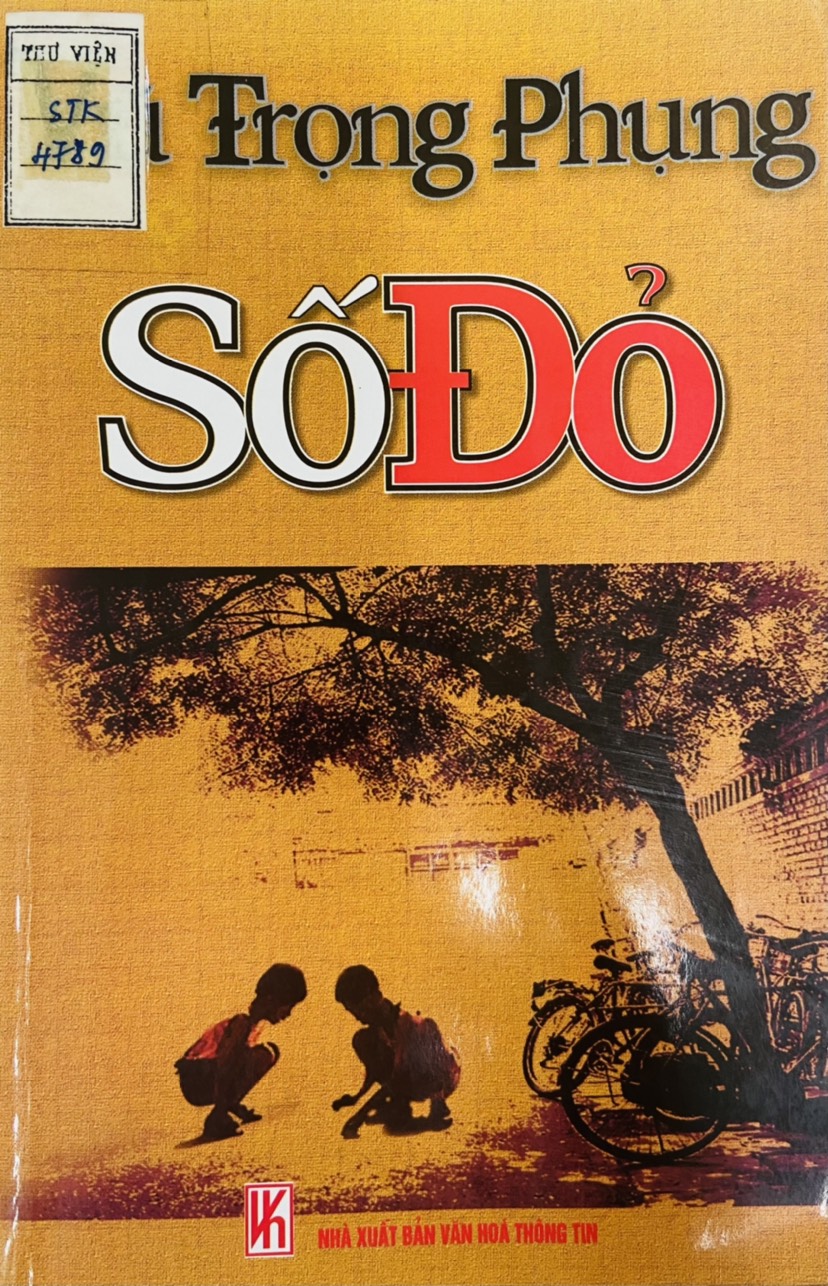 THƯ VIỆN
STK
4789
Trọng Phụng
Số Đỏ
NHÀ XUẤT BẢN VĂN HOÁ THÔNG TIN